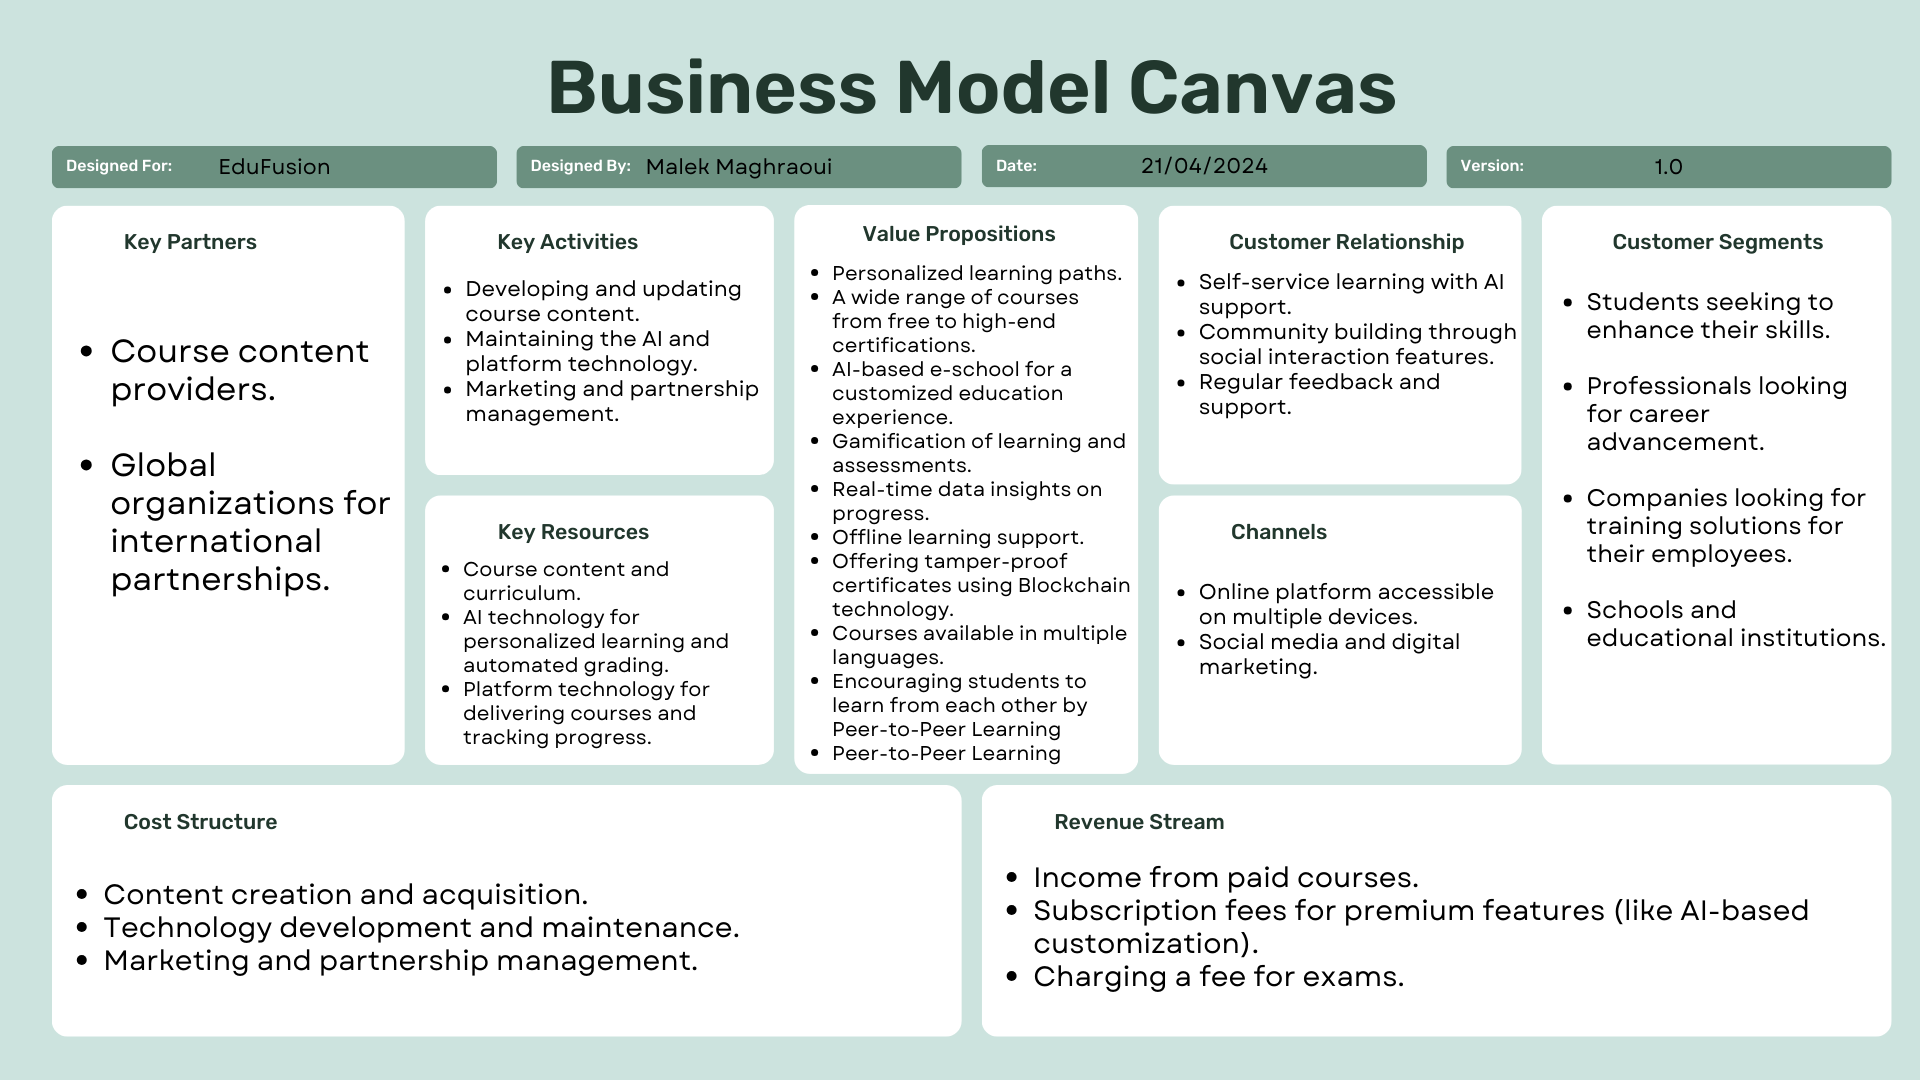 Business Model Canvas
Designed For: EduFusion
Designed By: Malek Maghraoui
Date: 21/04/2024
Version: 1.0
Key Partners
• Course content
providers.
• Global
organizations for
international
partnerships.
Key Activities
• Developing and updating
course content.
• Maintaining the AI and
platform technology.
• Marketing and partnership
management.
Key Resources
• Course content and
curriculum.
• AI technology for
personalized learning and
automated grading.
• Platform technology for
delivering courses and
tracking progress.
Value Propositions
• Personalized learning paths.
• A wide range of courses
from free to high-end
certifications.
• AI-based e-school for a
customized education
experience.
• Gamification of learning and
assessments.
• Real-time data insights on
progress.
• Offline learning support.
• Offering tamper-proof
certificates using Blockchain
technology.
• Courses available in multiple
languages.
• Encouraging students to
learn from each other by
Peer-to-Peer Learning
• Peer-to-Peer Learning
Customer Relationship
• Self-service learning with AI
support.
• Community building through
social interaction features.
• Regular feedback and
support.
Channels
• Online platform accessible
on multiple devices.
• Social media and digital
marketing.
Customer Segments
• Students seeking to
enhance their skills.
• Professionals looking
for career
advancement.
• Companies looking for
training solutions for
their employees.
• Schools and
educational institutions.
Cost Structure
• Content creation and acquisition.
• Technology development and maintenance.
• Marketing and partnership management.
Revenue Stream
• Income from paid courses.
• Subscription fees for premium features (like AI-based
customization).
• Charging a fee for exams.